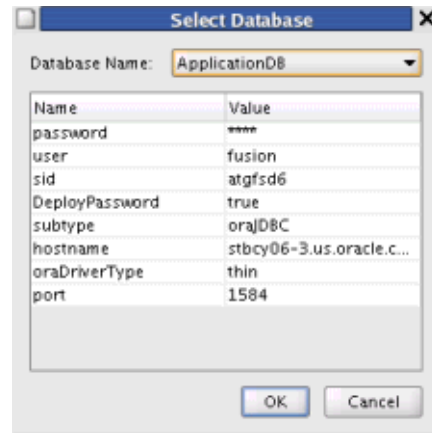 Select Database
Database Name: ApplicationDB
Name Value
password ****
user fusion
sid atgfsd6
DeployPassword true
subtype oraJDBC
hostname stbcy06-3.us.oracle.c...
oraDriverType thin
port 1584
OK Cancel